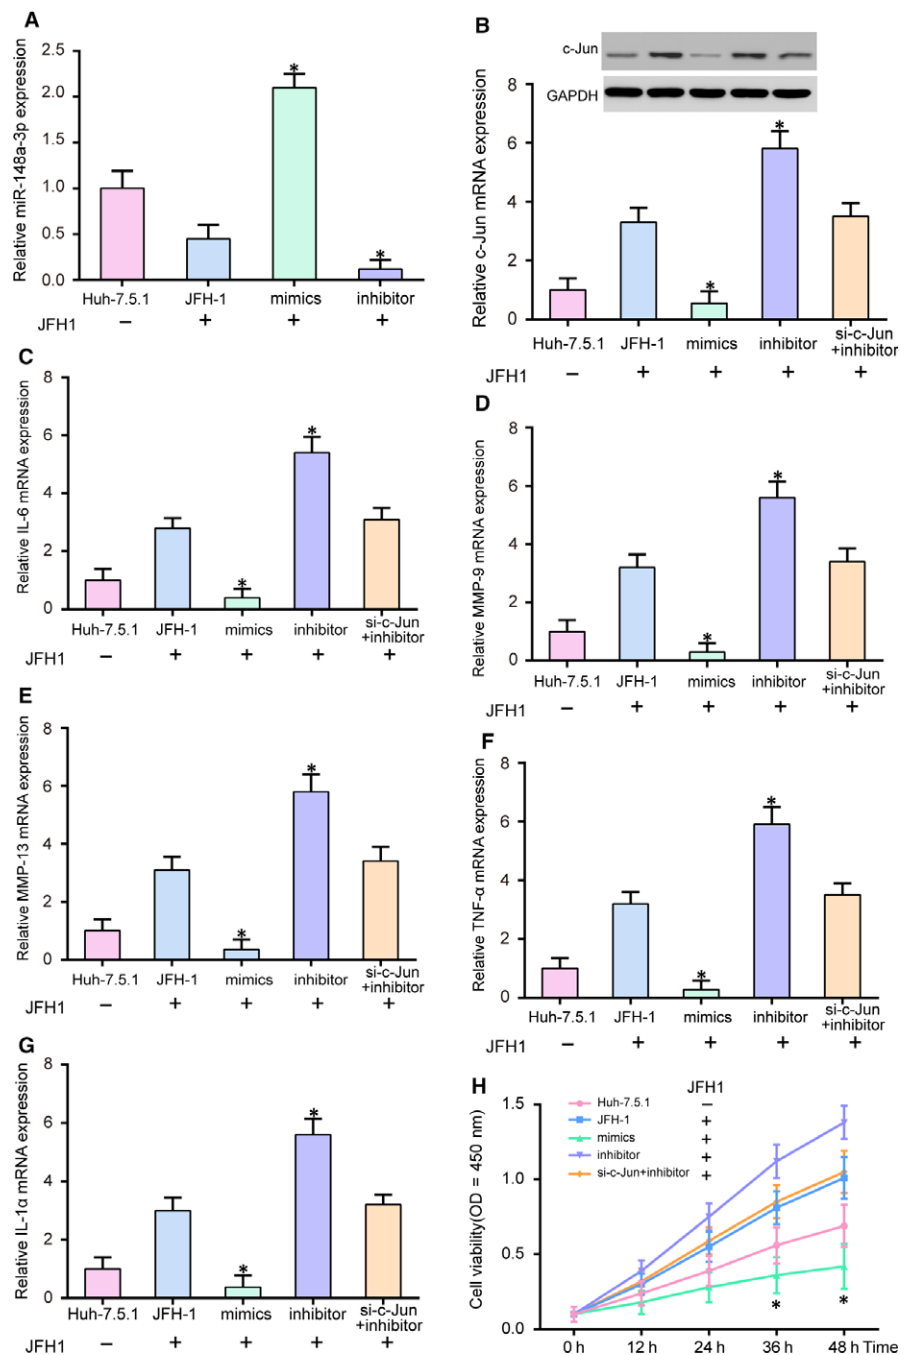 A
Relative miR-148a-3p expression
2.5
2.0
1.5
1.0
0.5
0.0
Huh-7.5.1 JFH-1 mimics inhibitor
JFH1 − + + +
* *
B
c-Jun
GAPDH
Relative c-Jun mRNA expression
8
6
4
2
0
* *
Huh-7.5.1 JFH-1 mimics inhibitor si-c-Jun
+inhibitor
JFH1 − + + + +
C
Relative IL-6 mRNA expression
8
6
4
2
0
* *
Huh-7.5.1 JFH-1 mimics inhibitor si-c-Jun
+inhibitor
JFH1 − + + + +
D
Relative MMP-9 mRNA expression
8
6
4
2
0
* *
Huh-7.5.1 JFH-1 mimics inhibitor si-c-Jun
+inhibitor
JFH1 − + + + +
E
Relative MMP-13 mRNA expression
8
6
4
2
0
* *
Huh-7.5.1 JFH-1 mimics inhibitor si-c-Jun
+inhibitor
JFH1 − + + + +
F
Relative TNF-α mRNA expression
8
6
4
2
0
* *
Huh-7.5.1 JFH-1 mimics inhibitor si-c-Jun
+inhibitor
JFH1 − + + + +
G
Relative IL-1α mRNA expression
8
6
4
2
0
* *
Huh-7.5.1 JFH-1 mimics inhibitor si-c-Jun
+inhibitor
JFH1 − + + + +
H
JFH1
Huh-7.5.1 −
JFH-1 +
mimics +
inhibitor +
si-c-Jun+inhibitor +
Cell viability(OD = 450 nm)
1.5
1.0
0.5
0.0
* *
0 h 12 h 24 h 36 h 48 h Time